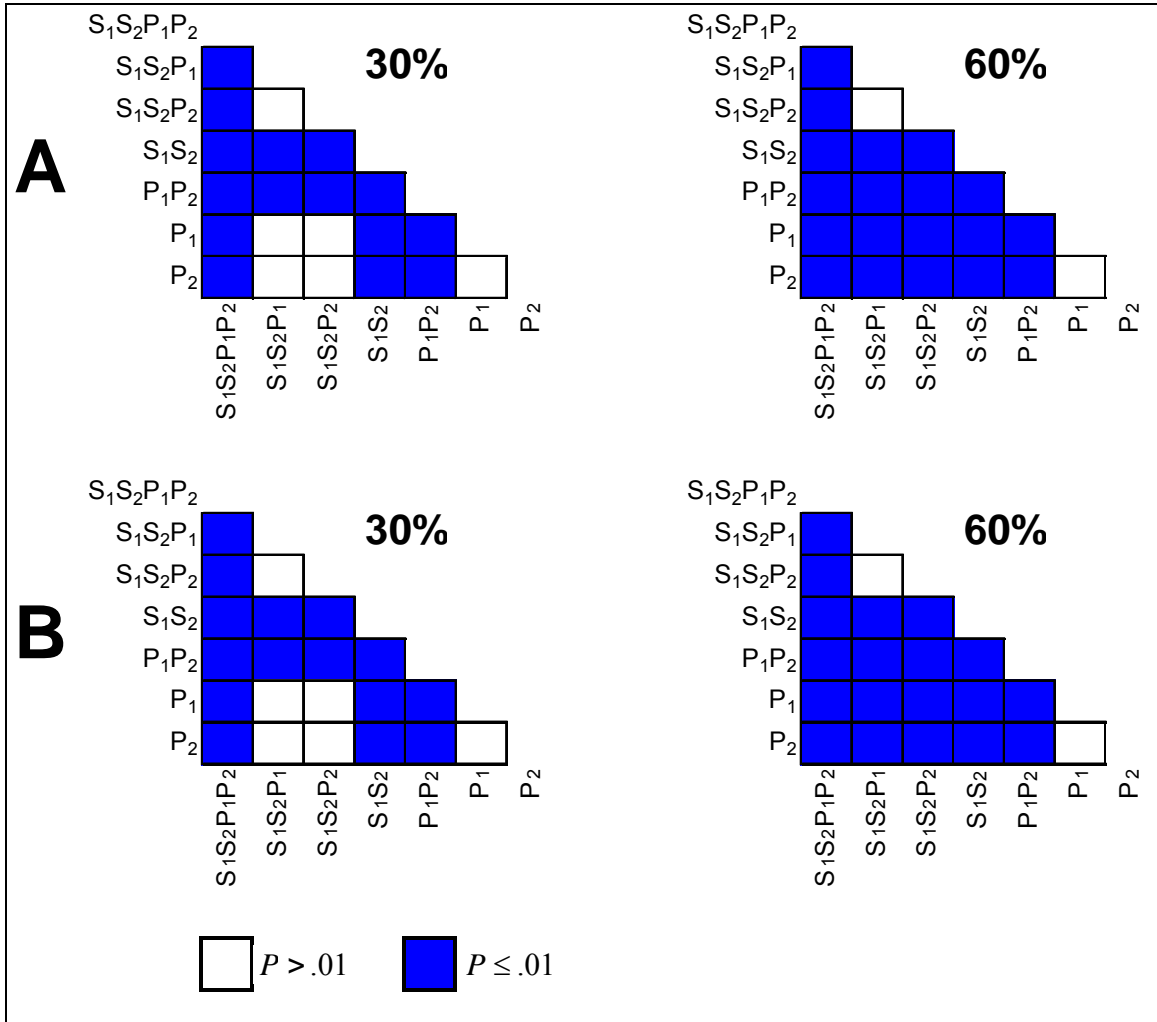 A
S₁S₂P₁P₂
S₁S₂P₁
S₁S₂P₂
S₁S₂
P₁P₂
P₁
P₂
30%
S₁S₂P₁P₂ S₁S₂P₁ S₁S₂P₂ S₁S₂ P₁P₂ P₁ P₂
S₁S₂P₁P₂
S₁S₂P₁
S₁S₂P₂
S₁S₂
P₁P₂
P₁
P₂
60%
S₁S₂P₁P₂ S₁S₂P₁ S₁S₂P₂ S₁S₂ P₁P₂ P₁ P₂
B
S₁S₂P₁P₂
S₁S₂P₁
S₁S₂P₂
S₁S₂
P₁P₂
P₁
P₂
30%
S₁S₂P₁P₂ S₁S₂P₁ S₁S₂P₂ S₁S₂ P₁P₂ P₁ P₂
S₁S₂P₁P₂
S₁S₂P₁
S₁S₂P₂
S₁S₂
P₁P₂
P₁
P₂
60%
S₁S₂P₁P₂ S₁S₂P₁ S₁S₂P₂ S₁S₂ P₁P₂ P₁ P₂
P > .01 P ≤ .01